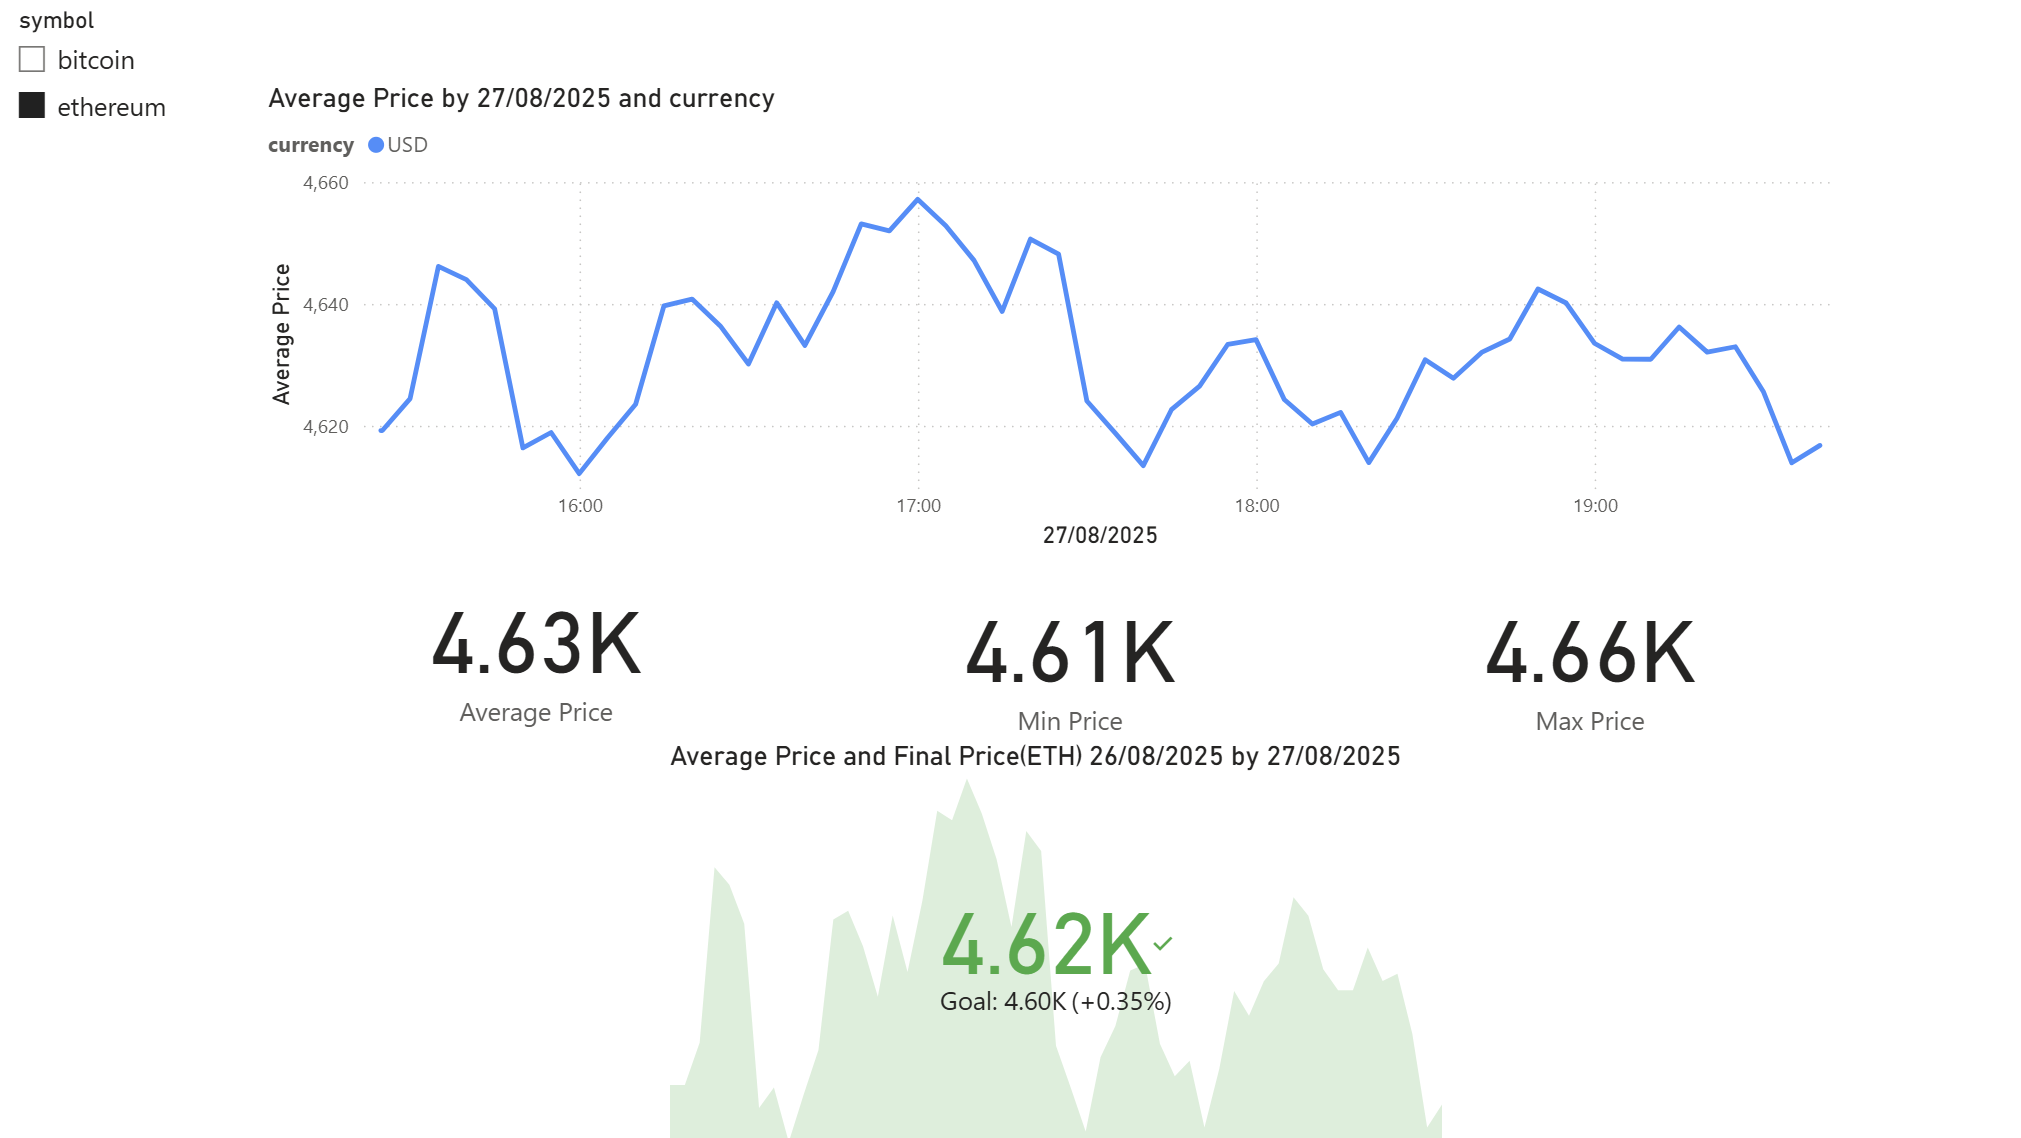 symbol
bitcoin
ethereum
Average Price by 27/08/2025 and currency
currency USD
4,660
4,640
4,620
Average Price
16:00 17:00 18:00 19:00
27/08/2025
4.63K
Average Price
4.61K
Min Price
4.66K
Max Price
Average Price and Final Price(ETH) 26/08/2025 by 27/08/2025
4.62K
Goal: 4.60K (+0.35%)